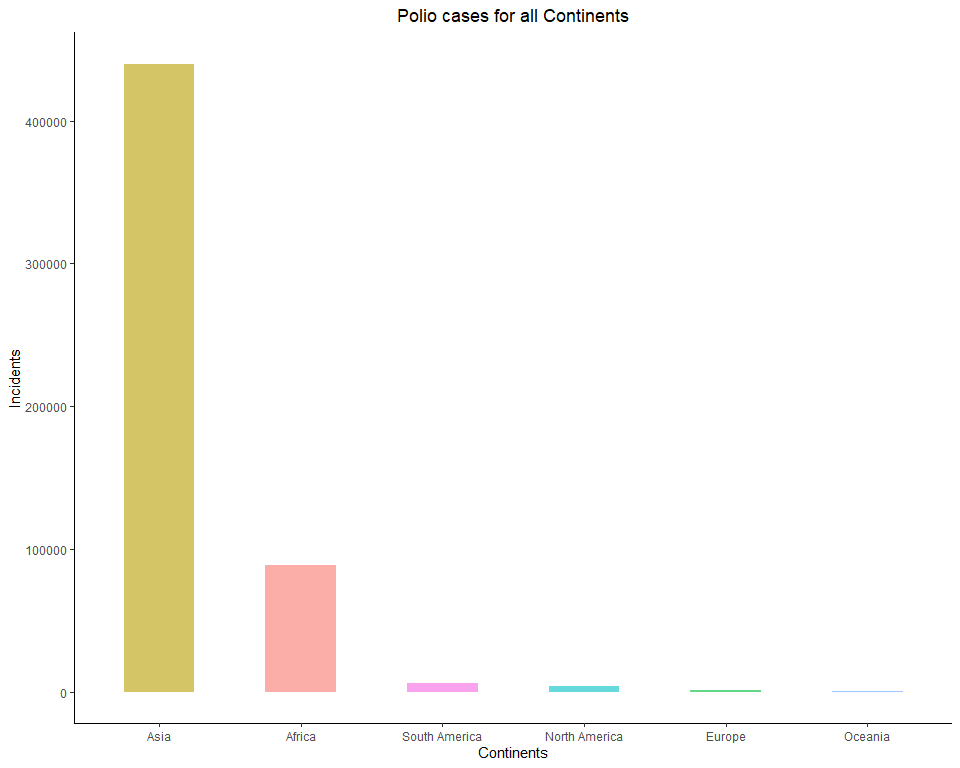 Polio cases for all Continents
Incidents
400000
300000
200000
100000
0
Asia Africa South America North America Europe Oceania
Continents